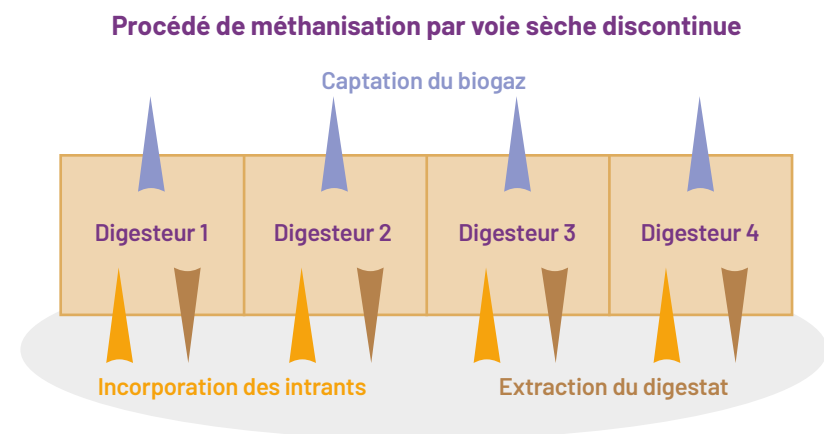 Procédé de méthanisation par voie sèche discontinue
Captation du biogaz
Digesteur 1
Digesteur 2
Digesteur 3
Digesteur 4
Incorporation des intrants
Extraction du digestat